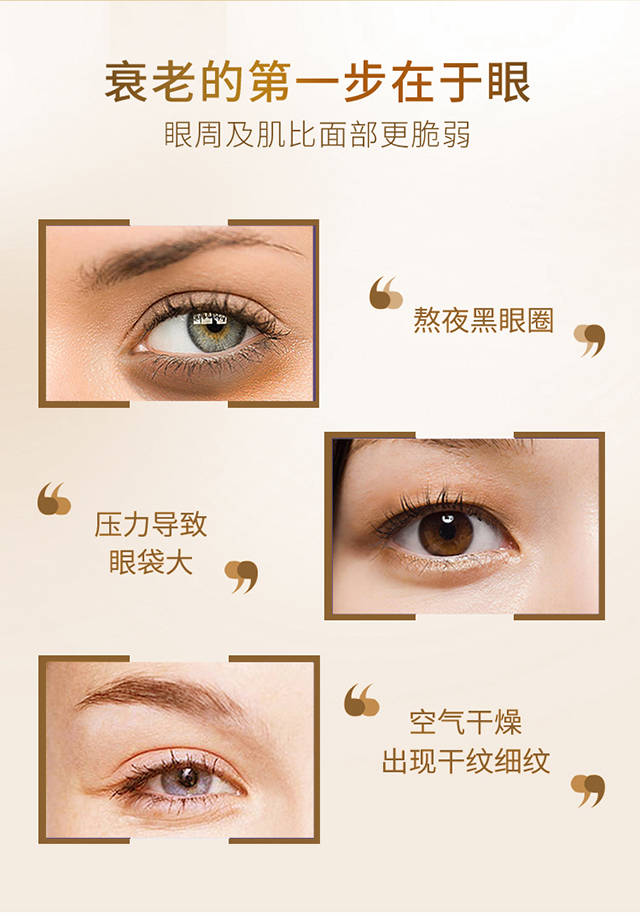 衰老的第一步在于眼
眼周及肌比面部更脆弱
熬夜黑眼圈
压力导致
眼袋大
空气干燥
出现干纹细纹